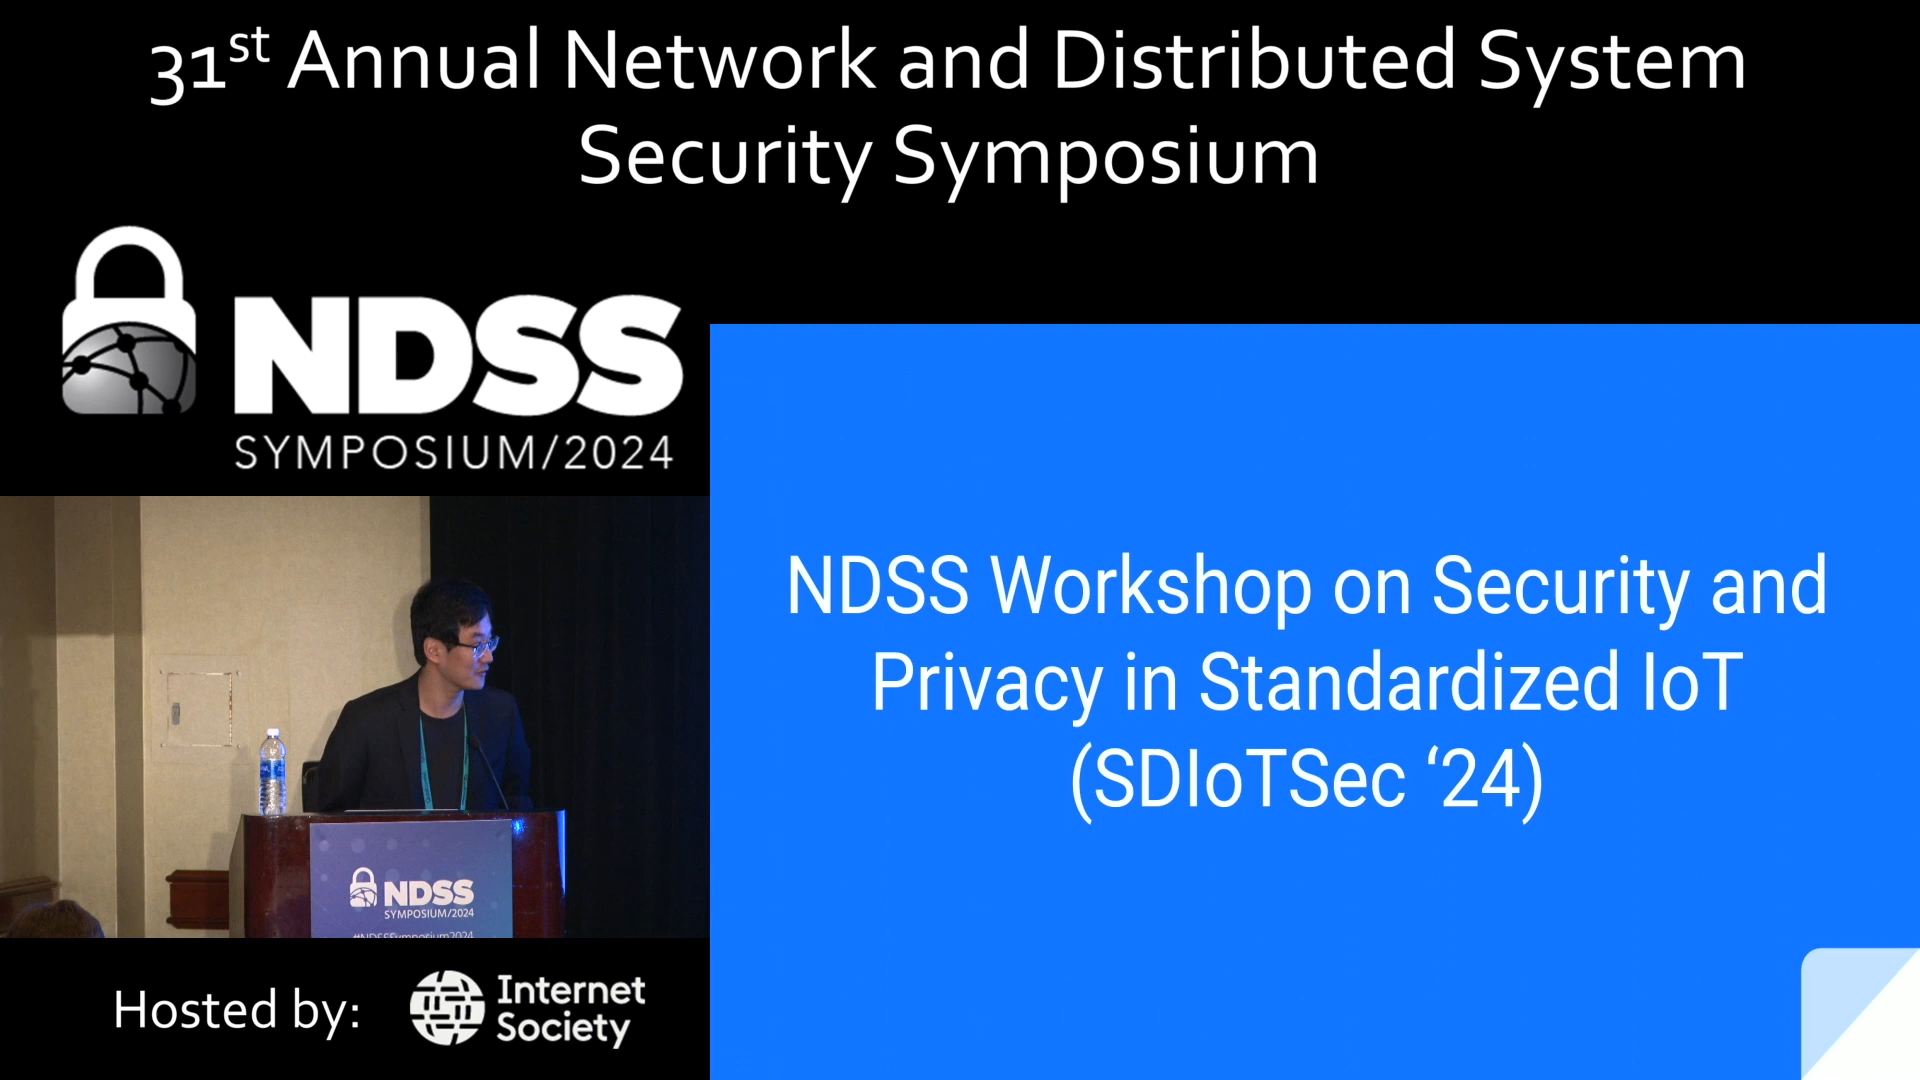 31st Annual Network and Distributed System
Security Symposium
NDSS
SYMPOSIUM/2024
NDSS Workshop on Security and
Privacy in Standardized IoT
(SDIoTSec ‘24)
NDSS
SYMPOSIUM/2024
#NDSSSymposium2024
Hosted by:
Internet
Society